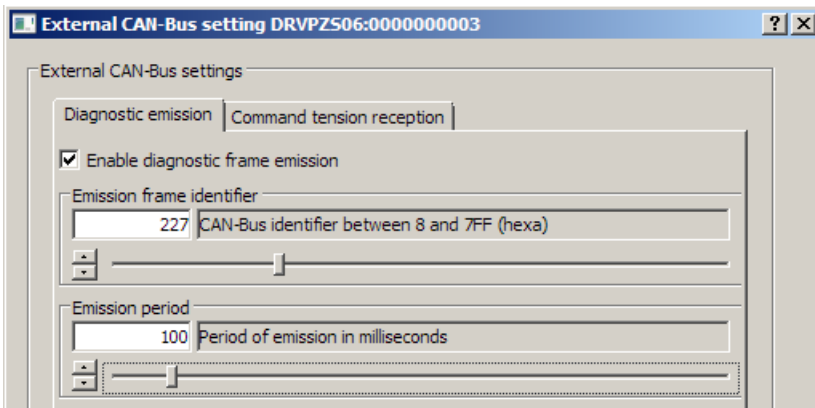 External CAN-Bus setting DRVPZS06:0000000003
External CAN-Bus settings
Diagnostic emission Command tension reception
Enable diagnostic frame emission
Emission frame identifier
227 CAN-Bus identifier between 8 and 7FF (hexa)
Emission period
100 Period of emission in milliseconds